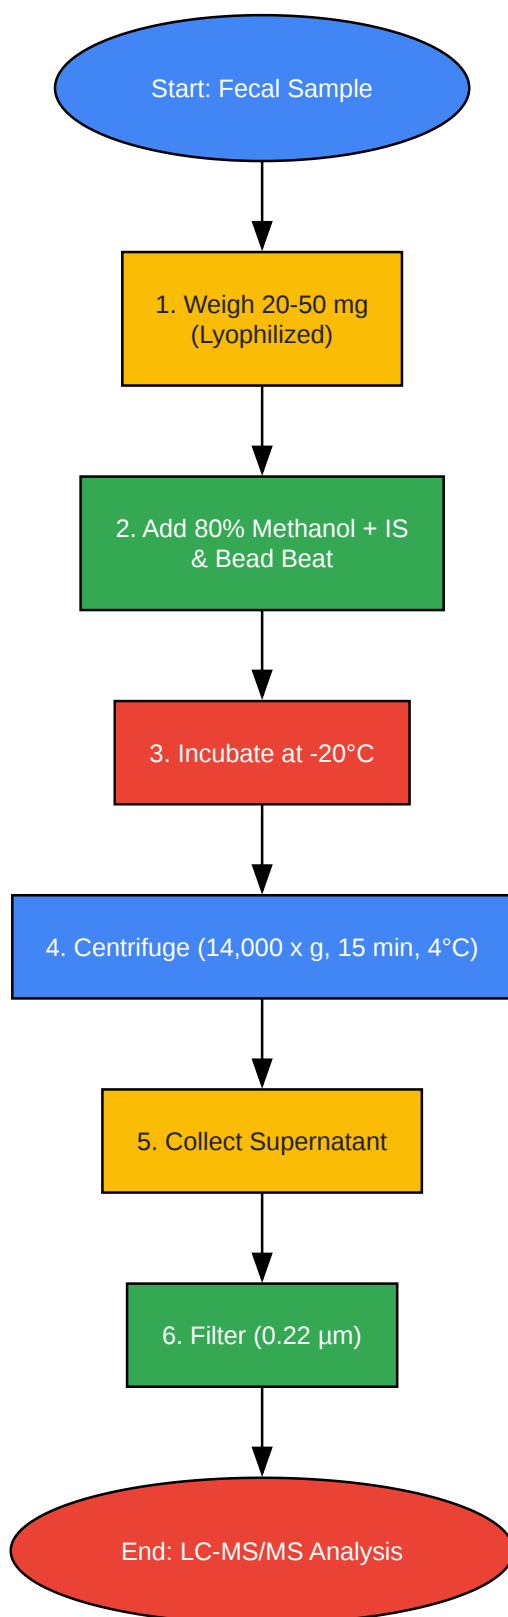 Start: Fecal Sample
1. Weigh 20-50 mg
(Lyophilized)
2. Add 80% Methanol + IS
& Bead Beat
3. Incubate at -20°C
4. Centrifuge (14,000 x g, 15 min, 4°C)
5. Collect Supernatant
6. Filter (0.22 µm)
End: LC-MS/MS Analysis